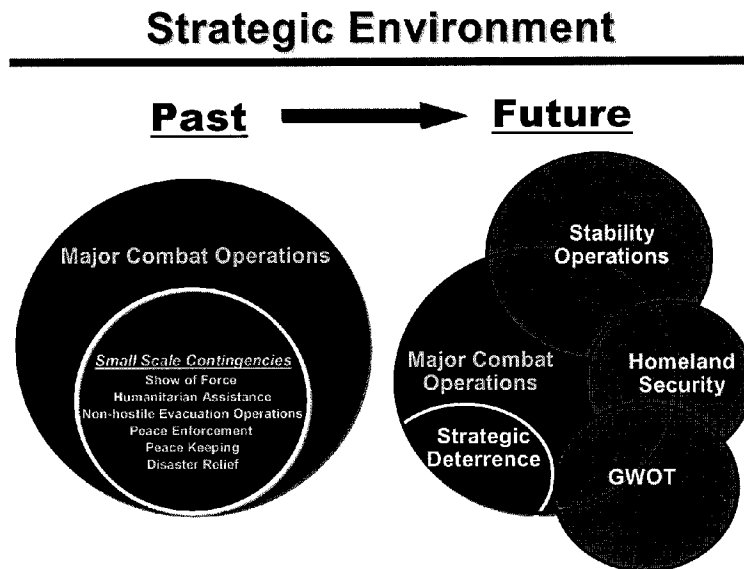 Strategic Environment
Past
Future
Major Combat Operations
Small Scale Contingencies
Show of Force
Humanitarian Assistance
Non-hostile Evacuation Operations
Peace Enforcement
Peace Keeping
Disaster Relief
Stability
Operations
Major Combat
Operations
Homeland
Security
Strategic
Deterrence
GWOT